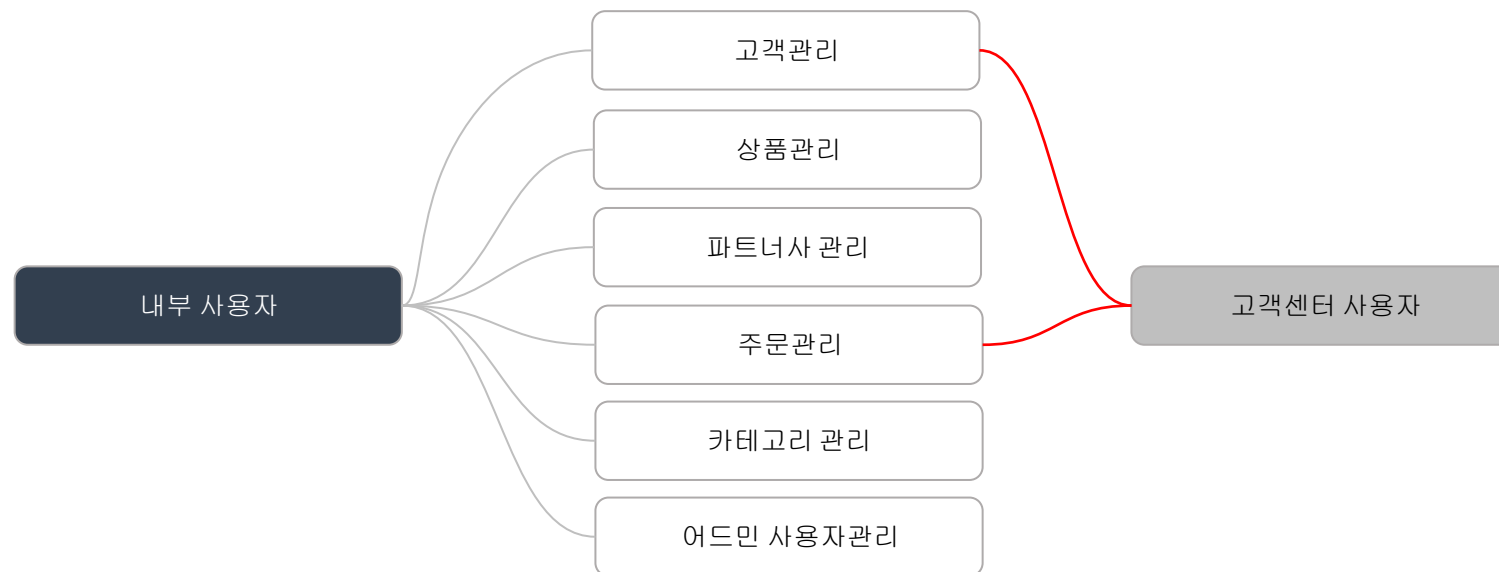 고객관리
상품관리
파트너사 관리
내부 사용자
고객센터 사용자
주문관리
카테고리 관리
어드민 사용자관리